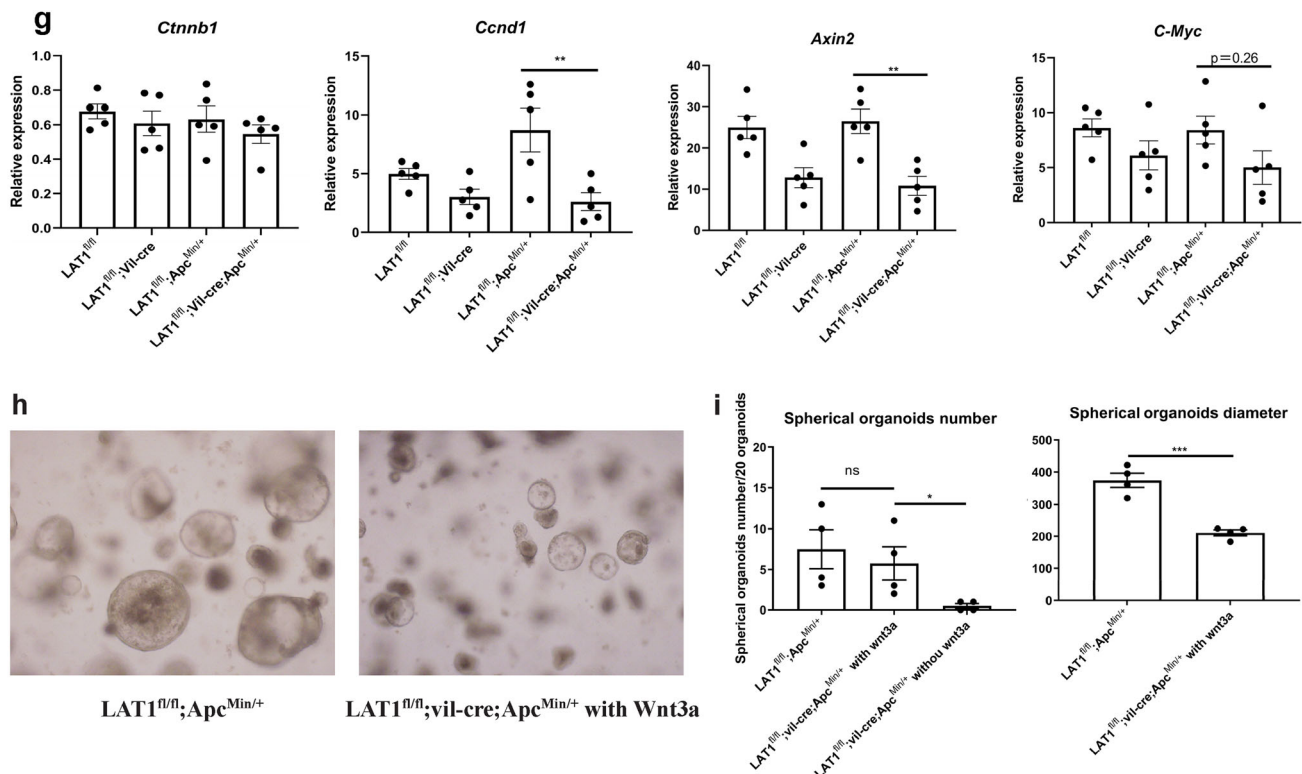 g
Ctnnb1
Relative expression
1.0
0.8
0.6
0.4
0.2
0.0
LAT1fl/fl
LAT1fl/fl;Vil-cre
LAT1fl/fl;ApcMin/+
LAT1fl/fl;Vil-cre;ApcMin/+
Ccnd1
Relative expression
15
10
5
0
**
LAT1fl/fl
LAT1fl/fl;Vil-cre
LAT1fl/fl;ApcMin/+
LAT1fl/fl;Vil-cre;ApcMin/+
Axin2
Relative expression
40
30
20
10
0
**
LAT1fl/fl
LAT1fl/fl;Vil-cre
LAT1fl/fl;ApcMin/+
LAT1fl/fl;Vil-cre;ApcMin/+
C-Myc
Relative expression
15
10
5
0
p=0.26
LAT1fl/fl
LAT1fl/fl;Vil-cre
LAT1fl/fl;ApcMin/+
LAT1fl/fl;Vil-cre;ApcMin/+
h
LAT1fl/fl;ApcMin/+
LAT1fl/fl;vil-cre;ApcMin/+ with Wnt3a
i
Spherical organoids number
Spherical organoids number/20 organoids
20
15
10
5
0
ns
*
LAT1fl/fl;ApcMin/+
LAT1fl/fl;vil-cre;ApcMin/+ with wnt3a
LAT1fl/fl;vil-cre;ApcMin/+ withou wnt3a
Spherical organoids diameter
500
400
300
200
100
0
***
LAT1fl/fl;ApcMin/+
LAT1fl/fl;vil-cre;ApcMin/+ with wnt3a